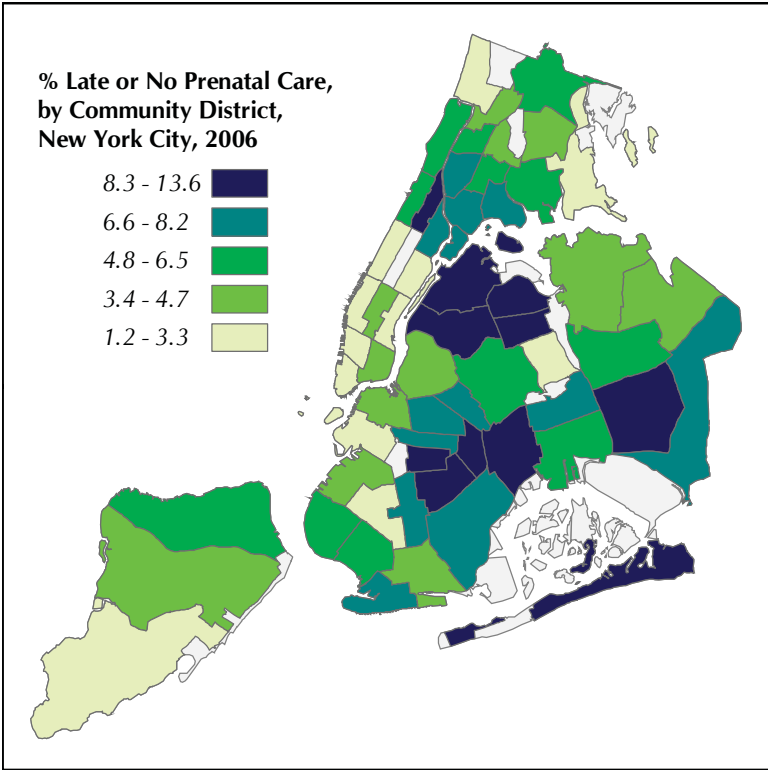 % Late or No Prenatal Care,
by Community District,
New York City, 2006
8.3 - 13.6
6.6 - 8.2
4.8 - 6.5
3.4 - 4.7
1.2 - 3.3